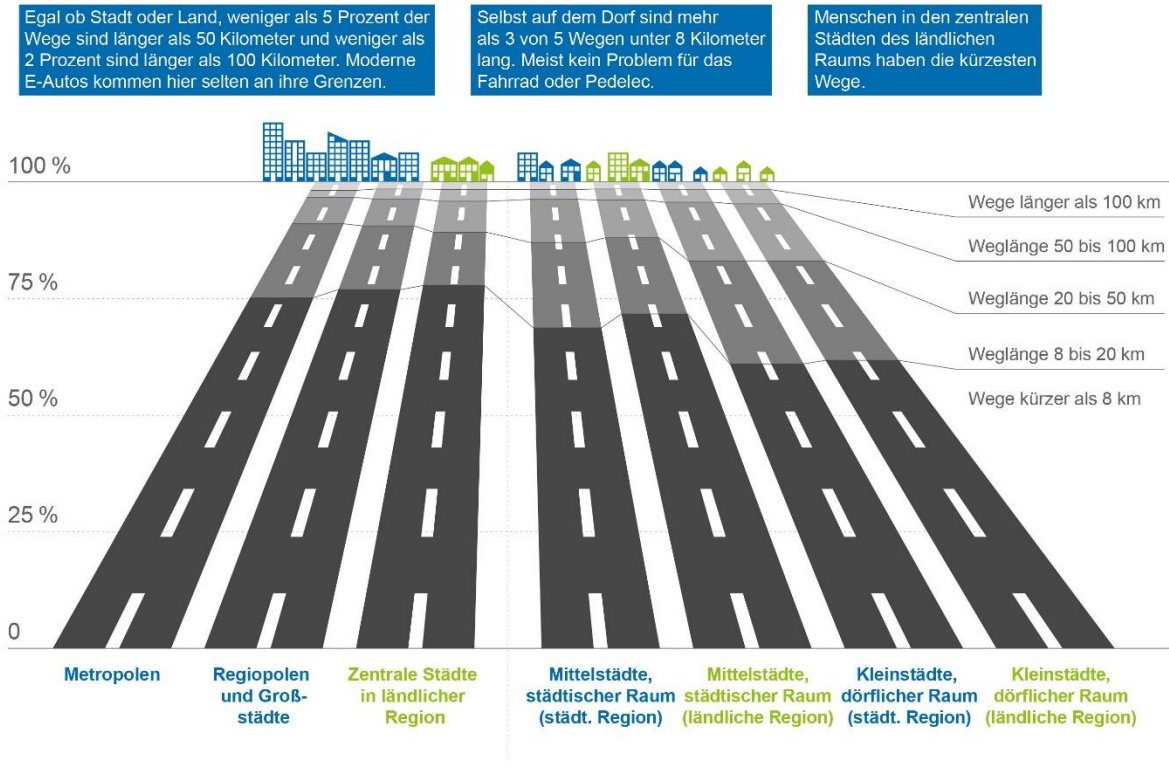 Egal ob Stadt oder Land, weniger als 5 Prozent der
Wege sind länger als 50 Kilometer und weniger als
2 Prozent sind länger als 100 Kilometer. Moderne
E-Autos kommen hier selten an ihre Grenzen.
Selbst auf dem Dorf sind mehr
als 3 von 5 Wegen unter 8 Kilometer
lang. Meist kein Problem für das
Fahrrad oder Pedelec.
Menschen in den zentralen
Städten des ländlichen
Raums haben die kürzesten
Wege.
100 %
75 %
50 %
25 %
0
Wege länger als 100 km
Weglänge 50 bis 100 km
Weglänge 20 bis 50 km
Weglänge 8 bis 20 km
Wege kürzer als 8 km
Metropolen
Regiopolen
und Groß-
städte
Zentrale Städte
in ländlicher
Region
Mittelstädte,
städtischer Raum
(städt. Region)
Mittelstädte,
städtischer Raum
(ländliche Region)
Kleinstädte,
dörflicher Raum
(städt. Region)
Kleinstädte,
dörflicher Raum
(ländliche Region)